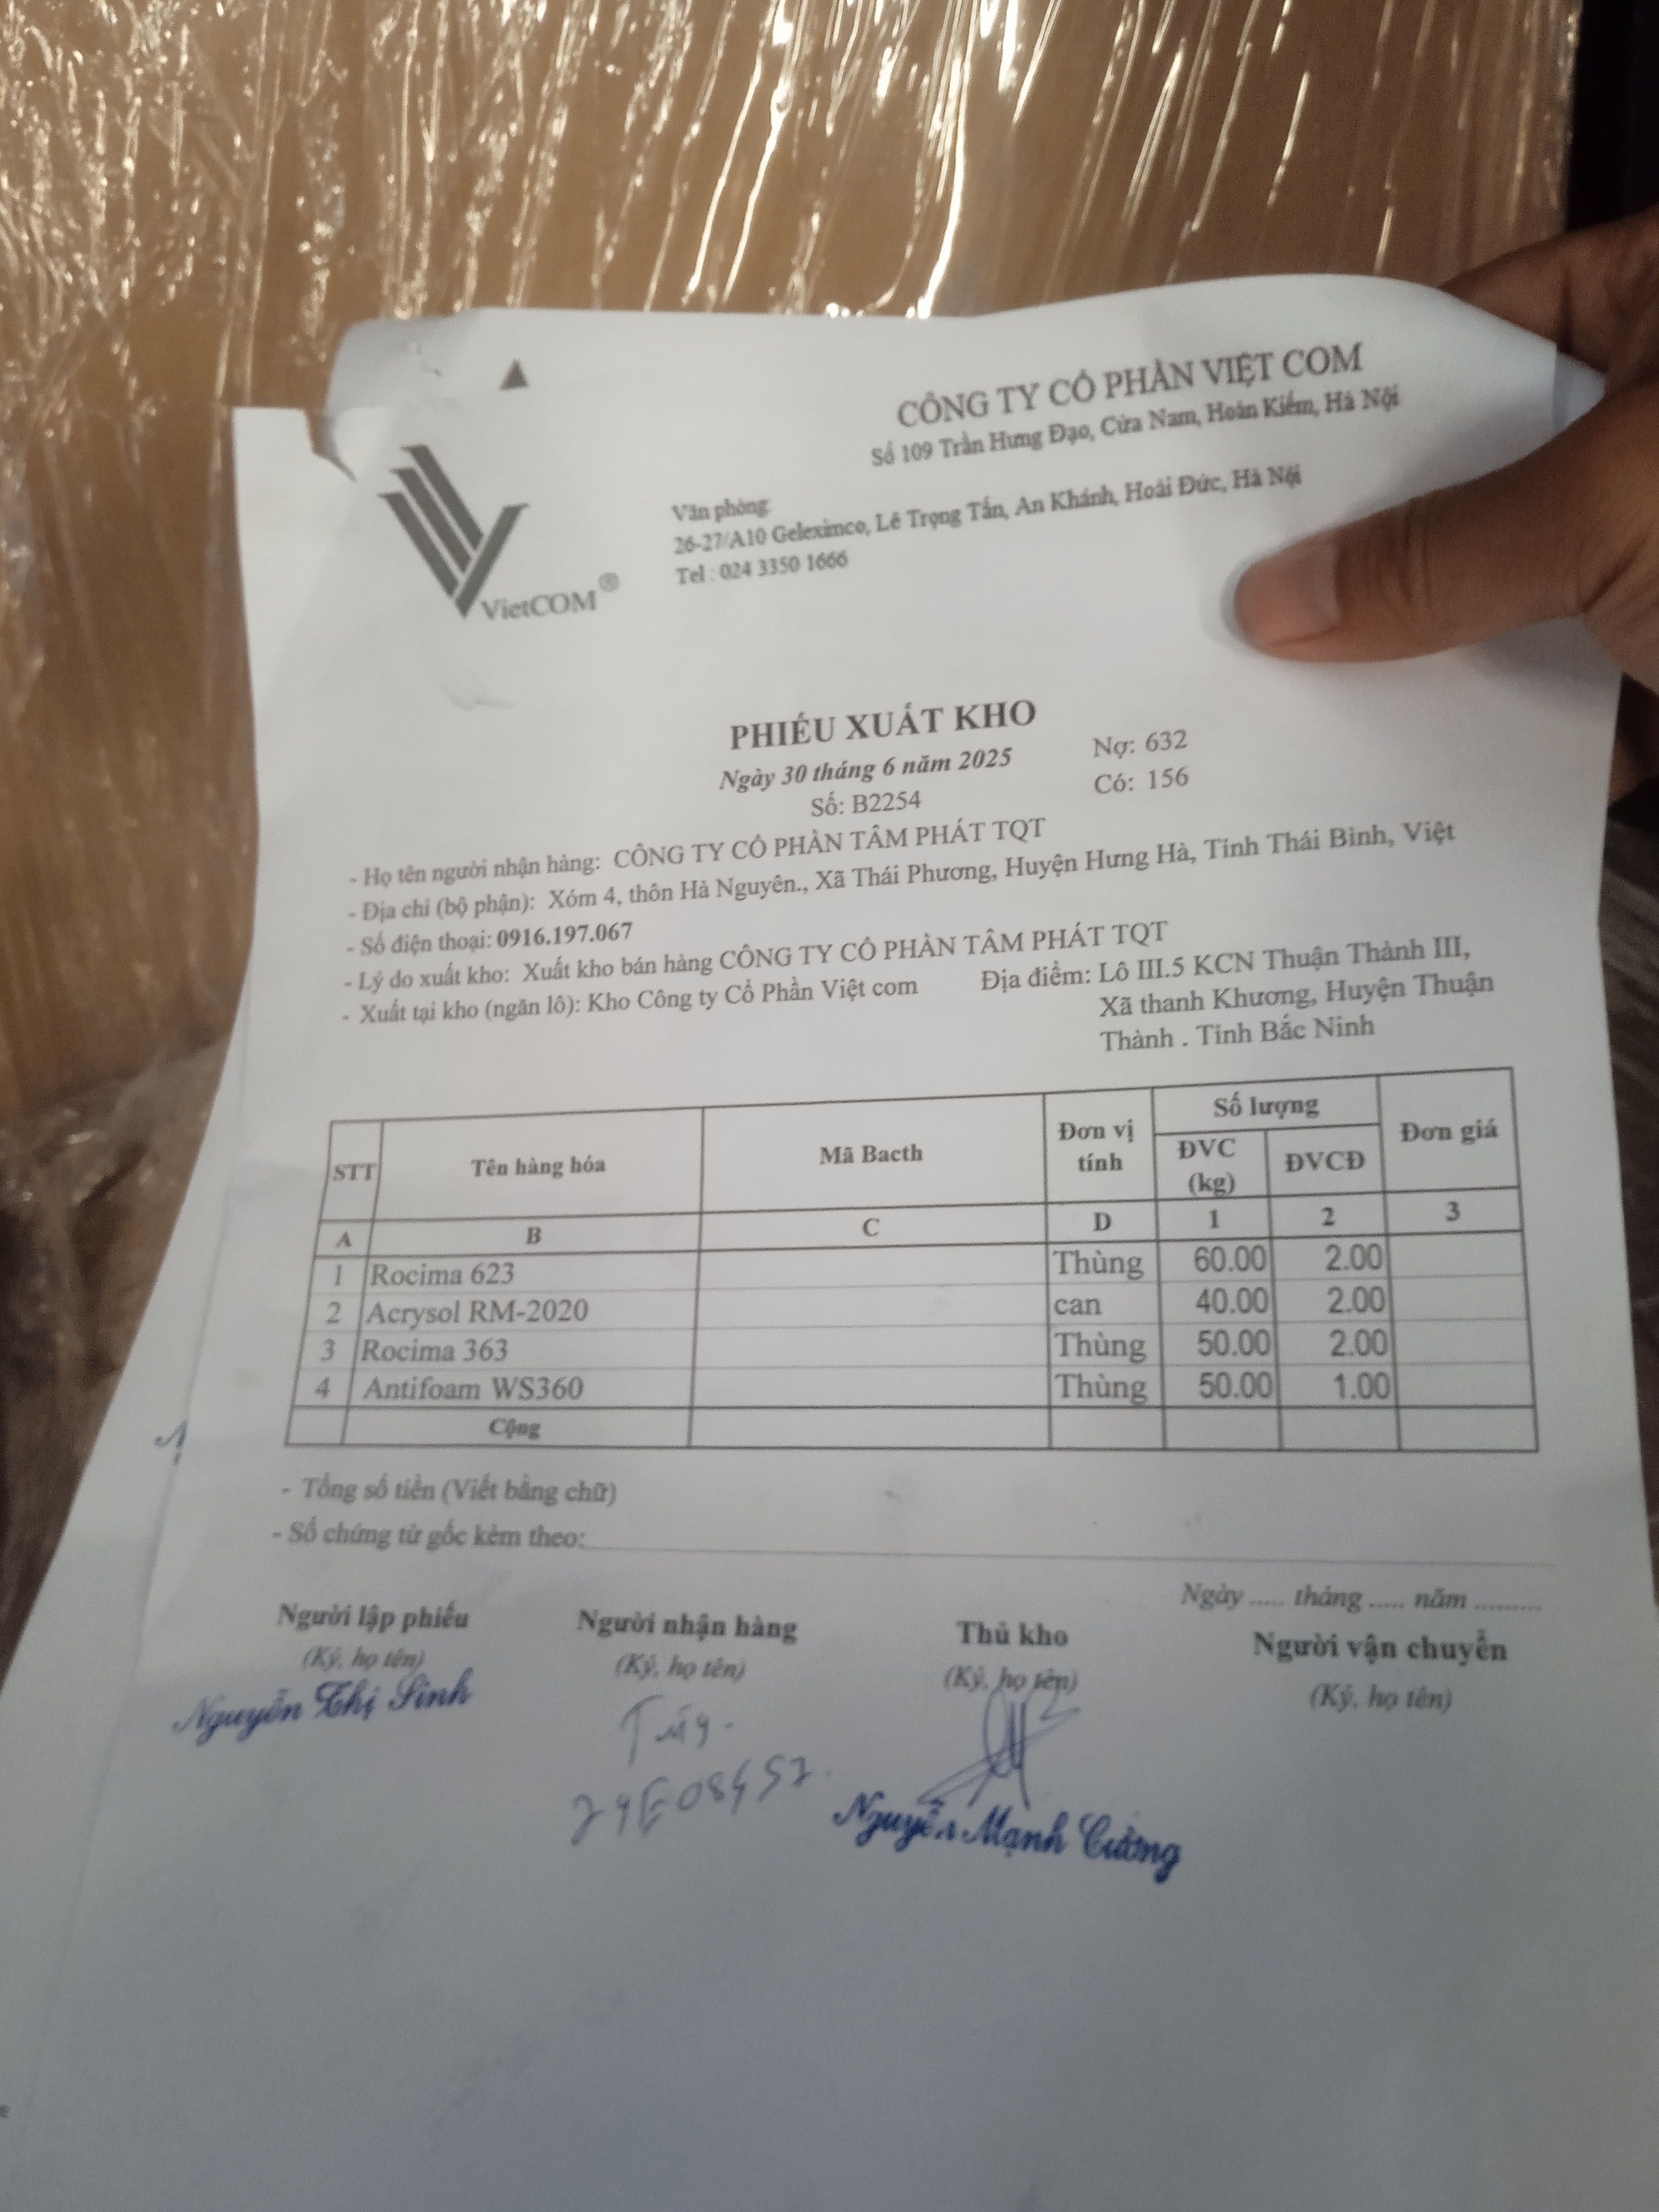 CÔNG TY CỔ PHẦN VIỆT COM
Số 109 Trần Hưng Đạo, Cửa Nam, Hoàn Kiếm, Hà Nội
Văn phòng:
26-27/A10 Geleximco, Lê Trọng Tấn, An Khánh, Hoài Đức, Hà Nội
Tel : 024 3350 1666
VietCOM®
PHIẾU XUẤT KHO
Ngày 30 tháng 6 năm 2025
Nợ: 632
Số: B2254
Có: 156
- Họ tên người nhận hàng: CÔNG TY CỔ PHẦN TÂM PHÁT TQT
- Địa chỉ (bộ phận): Xóm 4, thôn Hà Nguyên., Xã Thái Phương, Huyện Hưng Hà, Tỉnh Thái Bình, Việt
- Số điện thoại: 0916.197.067
- Lý do xuất kho: Xuất kho bán hàng CÔNG TY CỔ PHẦN TÂM PHÁT TQT
- Xuất tại kho (ngăn lô): Kho Công ty Cổ Phần Việt com Địa điểm: Lô III.5 KCN Thuận Thành III,
Xã thanh Khương, Huyện Thuận
Thành . Tỉnh Bắc Ninh
STT Tên hàng hóa Mã Bacth Đơn vị tính Số lượng Đơn giá
ĐVC (kg) ĐVCĐ
A B C D 1 2 3
1 Rocima 623 Thùng 60.00 2.00
2 Acrysol RM-2020 can 40.00 2.00
3 Rocima 363 Thùng 50.00 2.00
4 Antifoam WS360 Thùng 50.00 1.00
Cộng
- Tổng số tiền (Viết bằng chữ)
- Số chứng từ gốc kèm theo:
Ngày ..... tháng ..... năm .........
Người lập phiếu Người nhận hàng Thủ kho Người vận chuyển
(Ký, họ tên) (Ký, họ tên) (Ký, họ tên) (Ký, họ tên)
Nguyễn Thị Sinh
Nguyễn Mạnh Cường